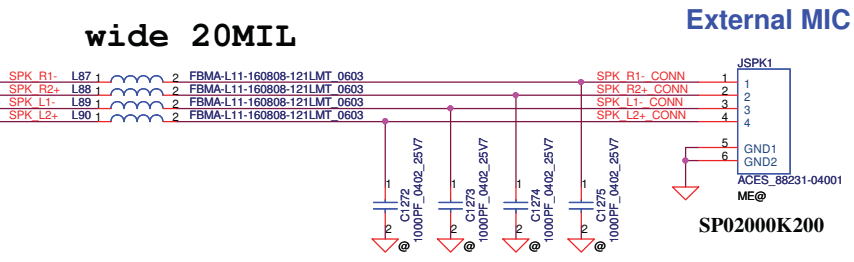 External MIC
wide 20MIL
JSPK1
SPK_R1- L87 1 2 FBMA-L11-160808-121LMT_0603 SPK_R1-_CONN 1 1
SPK_R2+ L88 1 2 FBMA-L11-160808-121LMT_0603 SPK_R2+_CONN 2 2
SPK_L1- L89 1 2 FBMA-L11-160808-121LMT_0603 SPK_L1-_CONN 3 3
SPK_L2+ L90 1 2 FBMA-L11-160808-121LMT_0603 SPK_L2+_CONN 4 4
5 GND1
6 GND2
ACES_88231-04001
ME@
SP02000K200
1 2 C1272 1000PF_0402_25V7 @
1 2 C1273 1000PF_0402_25V7 @
1 2 C1274 1000PF_0402_25V7 @
1 2 C1275 1000PF_0402_25V7 @